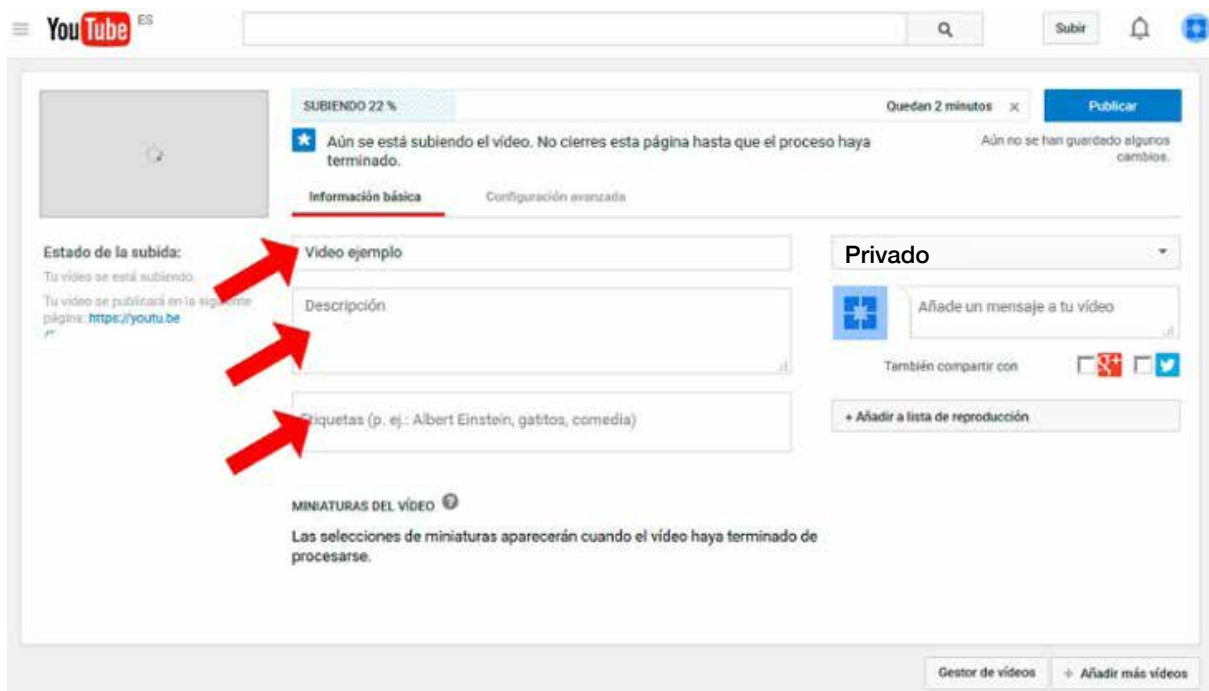 YouTube ES
Subir
SUBIENDO 22 %
Quedan 2 minutos ×
Publicar
Aún se está subiendo el vídeo. No cierres esta página hasta que el proceso haya
terminado.
Aún no se han guardado algunos
cambios.
Información básica
Configuración avanzada
Estado de la subida:
Tu vídeo se está subiendo.
Tu vídeo se publicará en la siguiente
página: https://youtu.be
Video ejemplo
Descripción
Etiquetas (p. ej.: Albert Einstein, gatitos, comedia)
Privado
Añade un mensaje a tu vídeo
También compartir con
g+
+ Añadir a lista de reproducción
MINIATURAS DEL VÍDEO ?
Las selecciones de miniaturas aparecerán cuando el vídeo haya terminado de
procesarse.
Gestor de vídeos
+ Añadir más vídeos